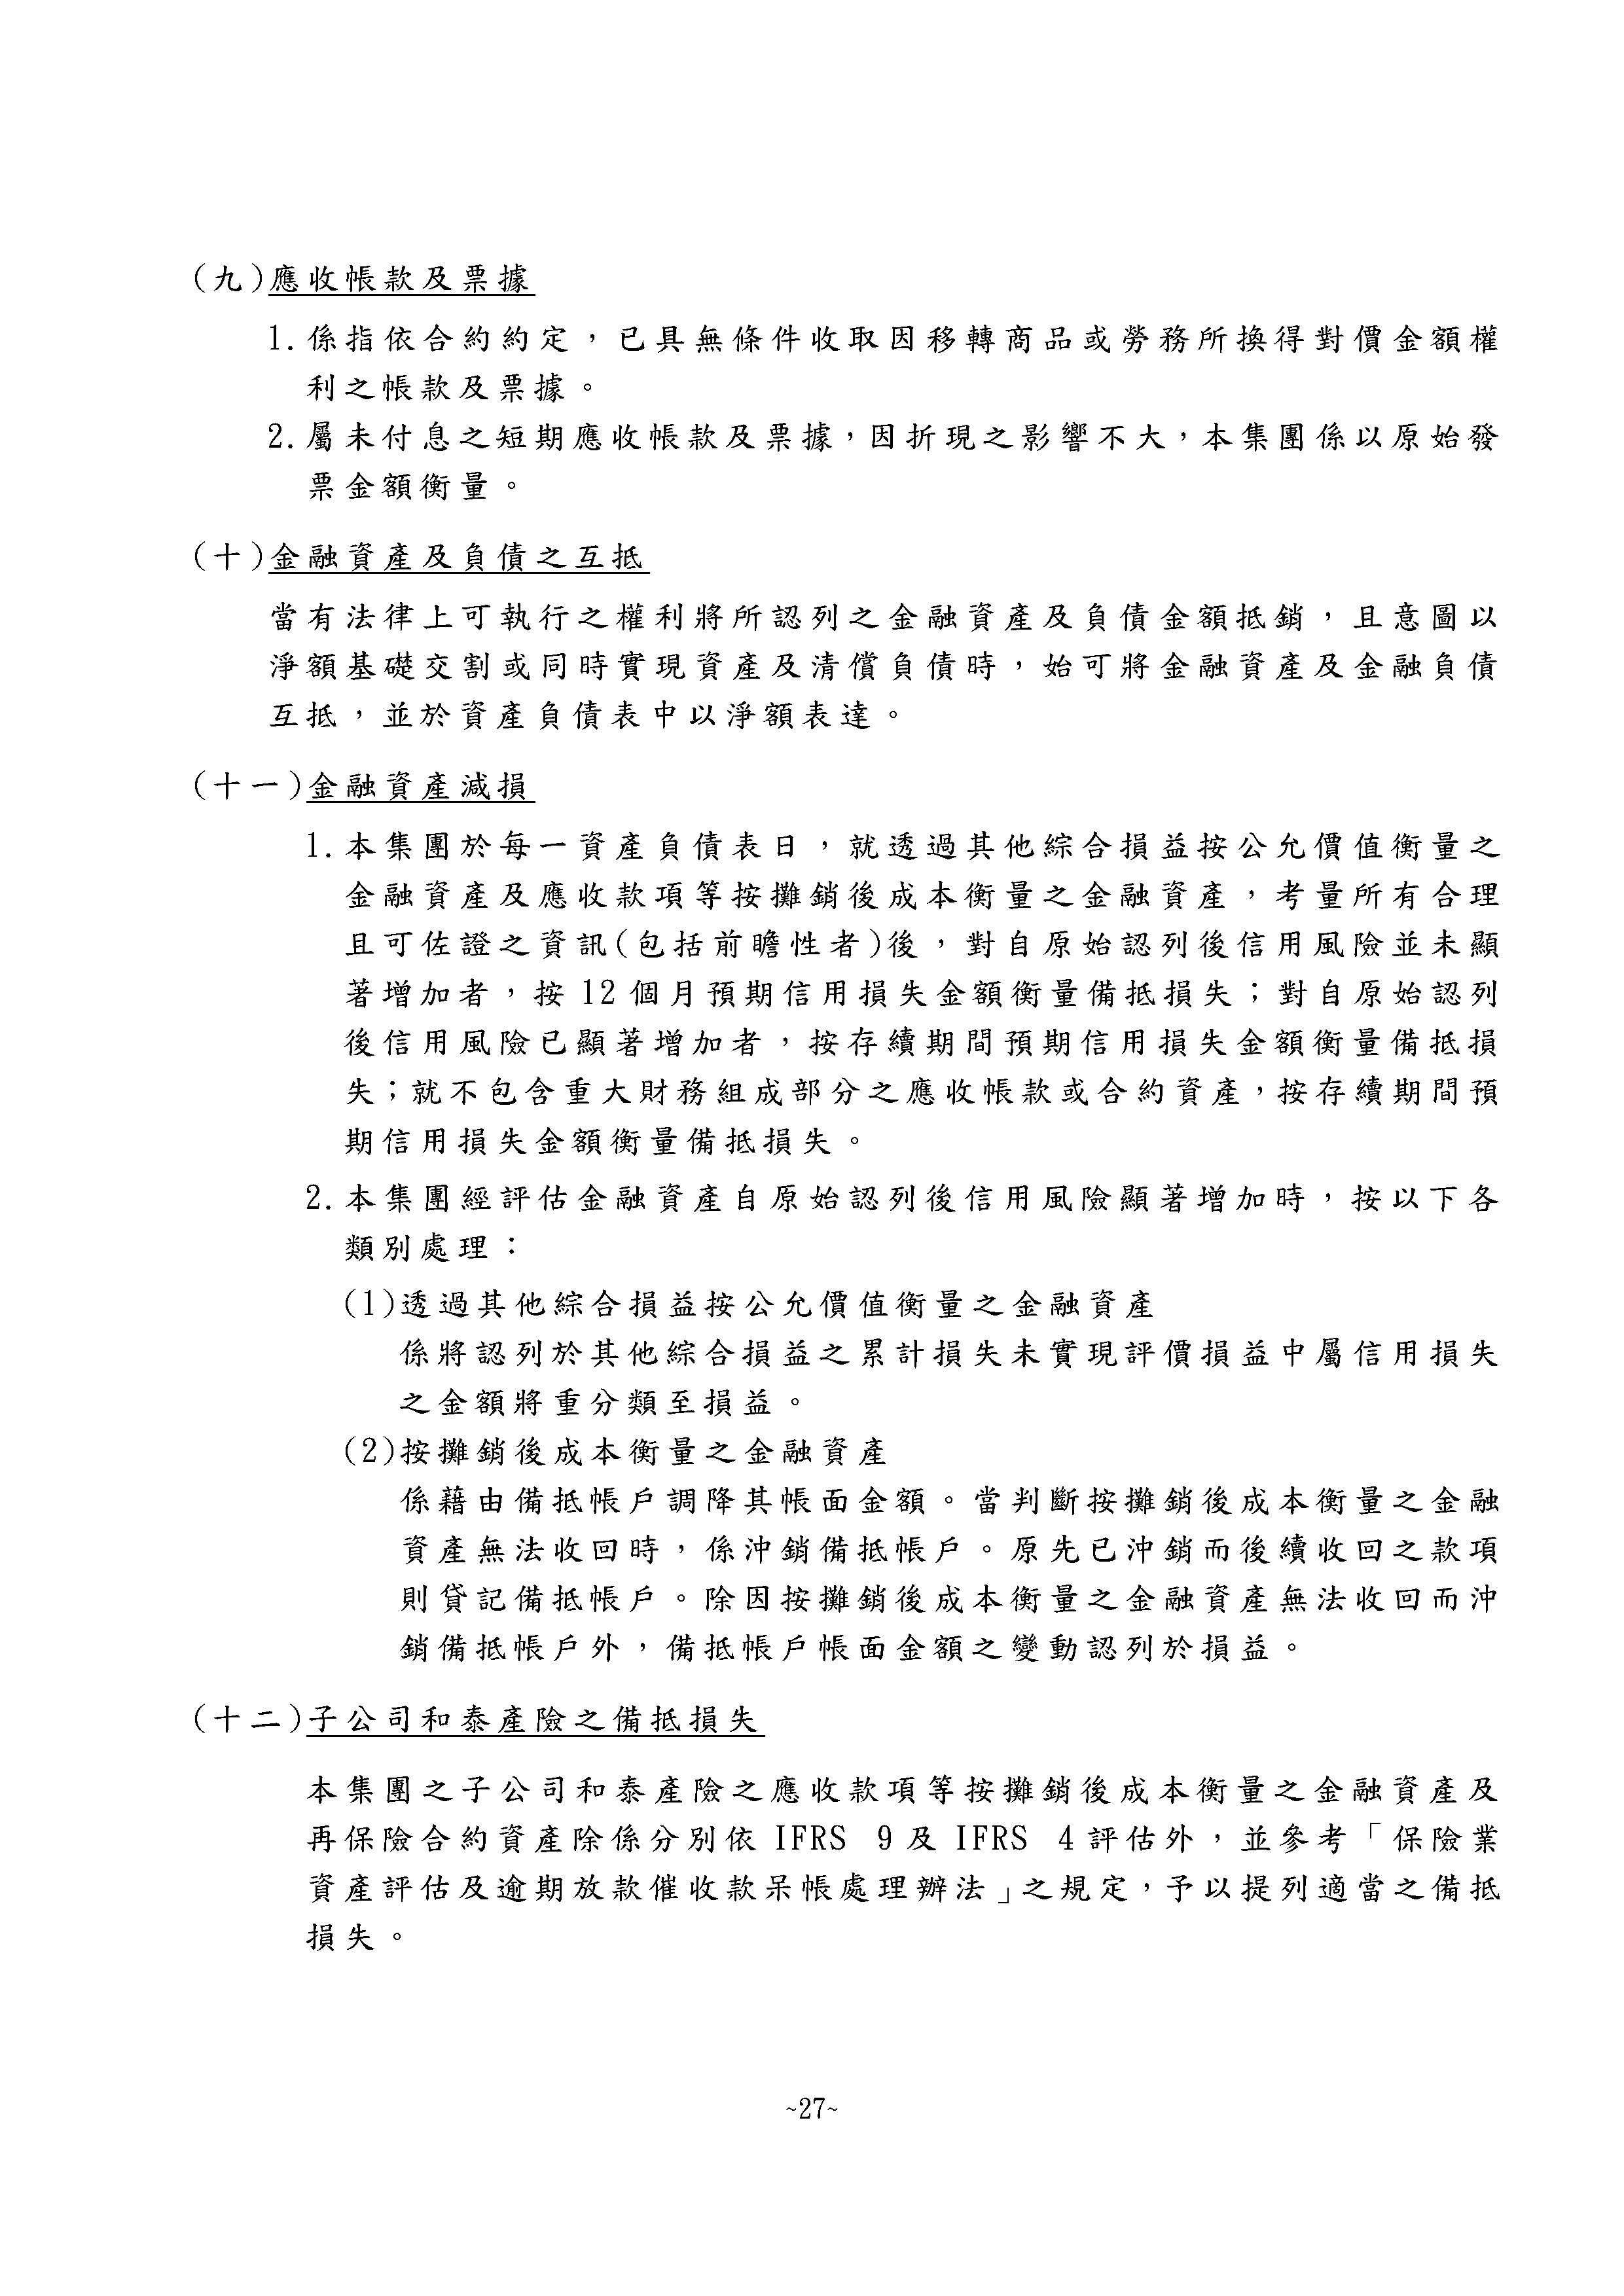 (九)應收帳款及票據
1.係指依合約約定，已具無條件收取因移轉商品或勞務所換得對價金額權
利之帳款及票據。
2.屬未付息之短期應收帳款及票據，因折現之影響不大，本集團係以原始發
票金額衡量。
(十)金融資產及負債之互抵
當有法律上可執行之權利將所認列之金融資產及負債金額抵銷，且意圖以
淨額基礎交割或同時實現資產及清償負債時，始可將金融資產及金融負債
互抵，並於資產負債表中以淨額表達。
(十一)金融資產減損
1.本集團於每一資產負債表日，就透過其他綜合損益按公允價值衡量之
金融資產及應收款項等按攤銷後成本衡量之金融資產，考量所有合理
且可佐證之資訊(包括前瞻性者)後，對自原始認列後信用風險並未顯
著增加者，按 12 個月預期信用損失金額衡量備抵損失；對自原始認列
後信用風險已顯著增加者，按存續期間預期信用損失金額衡量備抵損
失；就不包含重大財務組成部分之應收帳款或合約資產，按存續期間預
期信用損失金額衡量備抵損失。
2.本集團經評估金融資產自原始認列後信用風險顯著增加時，按以下各
類別處理：
(1)透過其他綜合損益按公允價值衡量之金融資產
係將認列於其他綜合損益之累計損失未實現評價損益中屬信用損失
之金額將重分類至損益。
(2)按攤銷後成本衡量之金融資產
係藉由備抵帳戶調降其帳面金額。當判斷按攤銷後成本衡量之金融
資產無法收回時，係沖銷備抵帳戶。原先已沖銷而後續收回之款項
則貸記備抵帳戶。除因按攤銷後成本衡量之金融資產無法收回而沖
銷備抵帳戶外，備抵帳戶帳面金額之變動認列於損益。
(十二)子公司和泰產險之備抵損失
本集團之子公司和泰產險之應收款項等按攤銷後成本衡量之金融資產及
再保險合約資產除係分別依 IFRS 9 及 IFRS 4 評估外，並參考「保險業
資產評估及逾期放款催收款呆帳處理辦法」之規定，予以提列適當之備抵
損失。
~27~